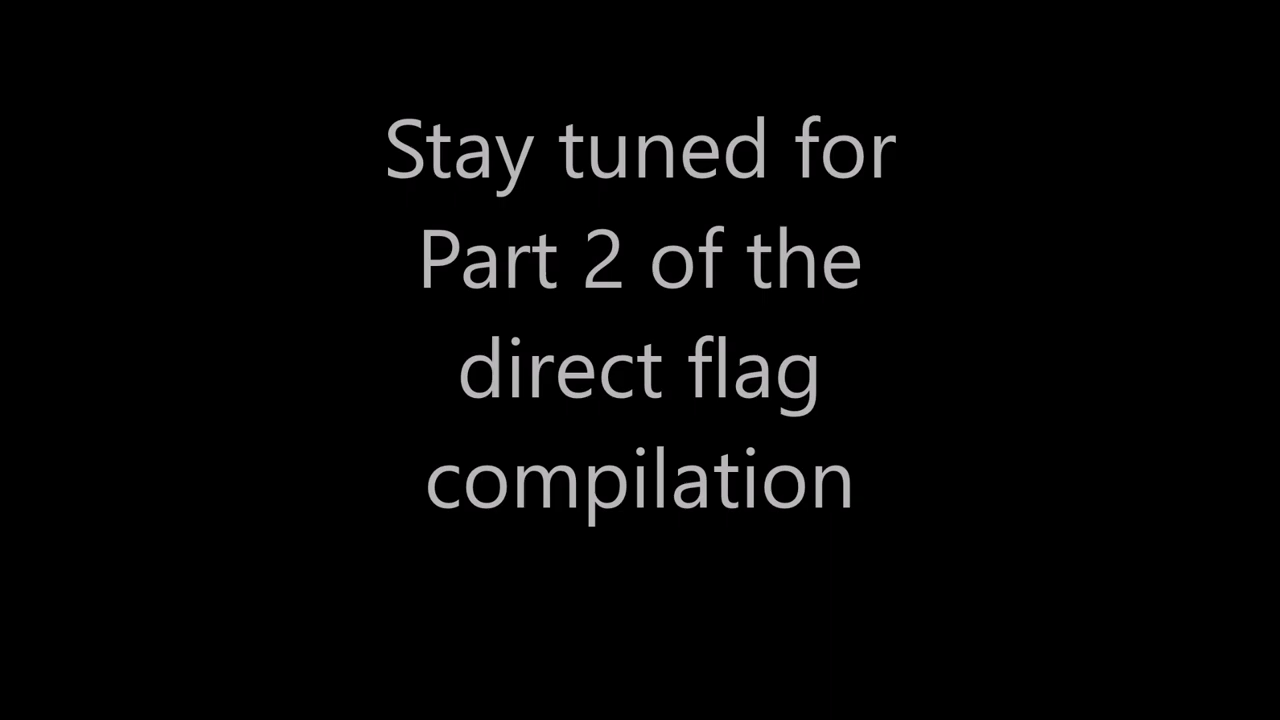 Stay tuned for
Part 2 of the
direct flag
compilation